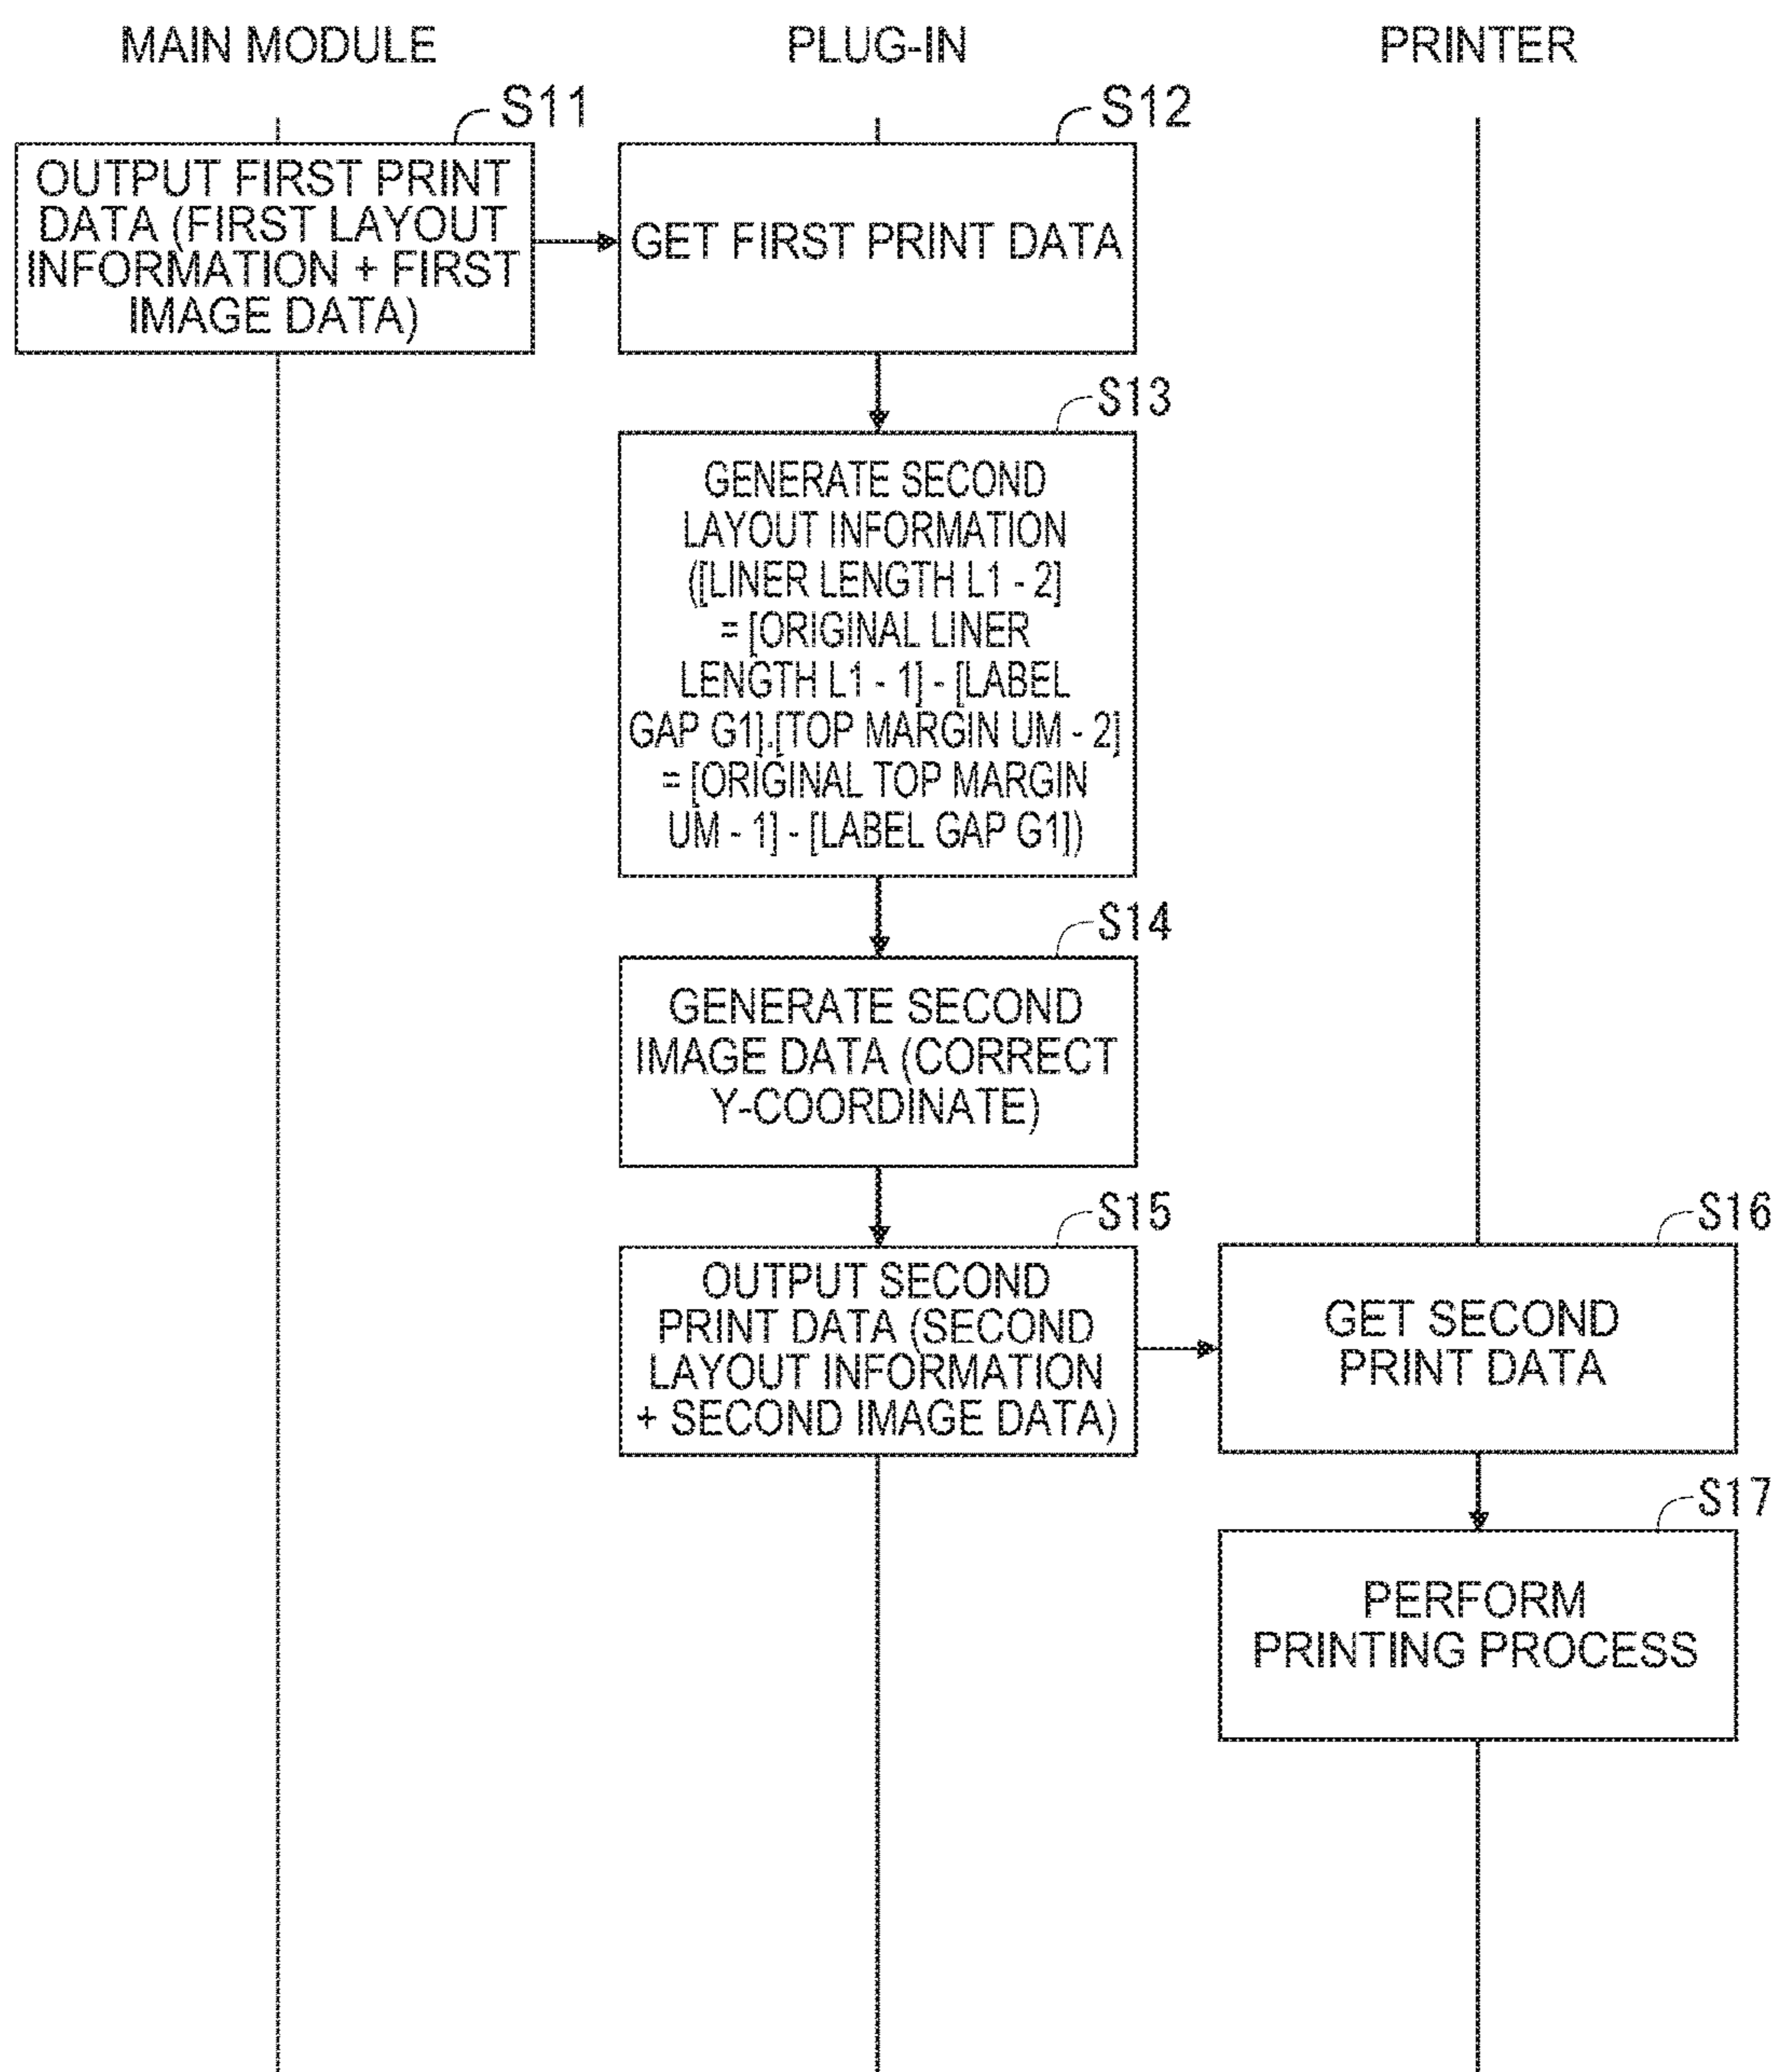 MAIN MODULE
PLUG-IN
PRINTER
S11
OUTPUT FIRST PRINT
DATA (FIRST LAYOUT
INFORMATION + FIRST
IMAGE DATA)
S12
GET FIRST PRINT DATA
S13
GENERATE SECOND
LAYOUT INFORMATION
([LINER LENGTH L1 - 2]
= [ORIGINAL LINER
LENGTH L1 - 1] - [LABEL
GAP G1].[TOP MARGIN UM - 2]
= [ORIGINAL TOP MARGIN
UM - 1] - [LABEL GAP G1])
S14
GENERATE SECOND
IMAGE DATA (CORRECT
Y-COORDINATE)
S15
OUTPUT SECOND
PRINT DATA (SECOND
LAYOUT INFORMATION
+ SECOND IMAGE DATA)
S16
GET SECOND
PRINT DATA
S17
PERFORM
PRINTING PROCESS